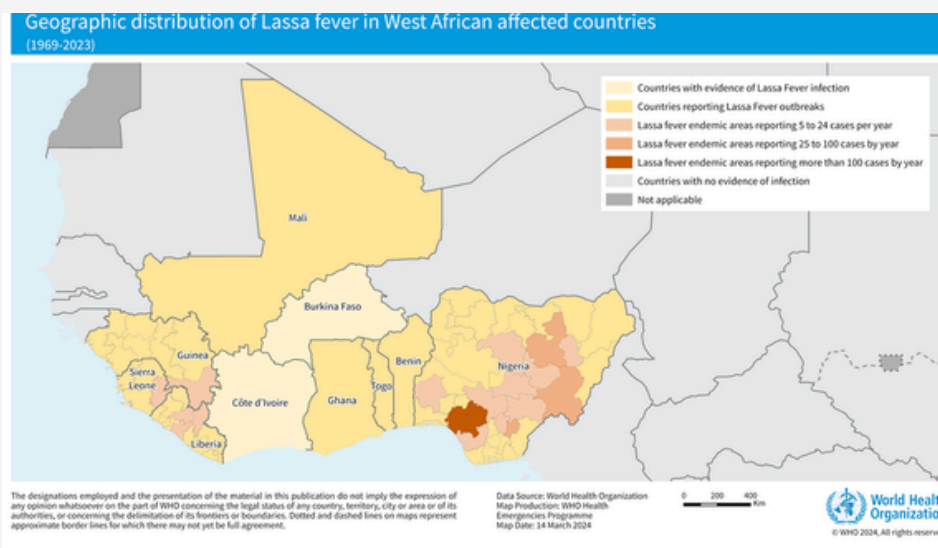 Geographic distribution of Lassa fever in West African affected countries
(1969-2023)
Countries with evidence of Lassa Fever infection
Countries reporting Lassa Fever outbreaks
Lassa fever endemic areas reporting 5 to 24 cases per year
Lassa fever endemic areas reporting 25 to 100 cases by year
Lassa fever endemic areas reporting more than 100 cases by year
Countries with no evidence of infection
Not applicable
Mali
Burkina Faso
Guinea
Sierra
Leone
Liberia
Côte d'Ivoire
Ghana
Togo
Benin
Nigeria
The designations employed and the presentation of the material in this publication do not imply the expression of
any opinion whatsoever on the part of WHO concerning the legal status of any country, territory, city or area or of its
authorities, or concerning the delimitation of its frontiers or boundaries. Dotted and dashed lines on maps represent
approximate border lines for which there may not yet be full agreement.
Data Source: World Health Organization
Map Production: WHO Health
Emergencies Programme
Map Date: 14 March 2024
0 200 400
Km
World Healt
Organizatio
© WHO 2024, All rights reserve